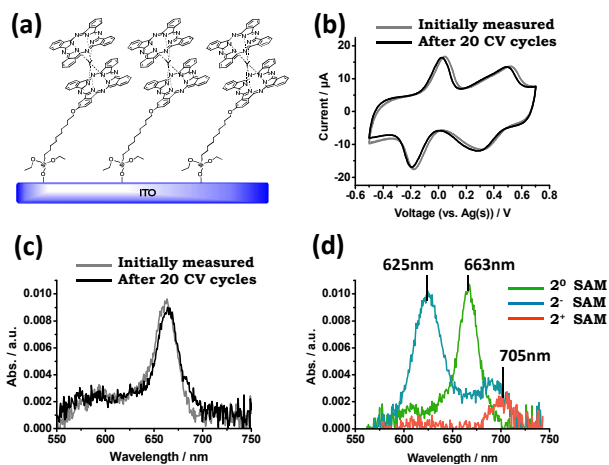 (a)
ITO
(b)
Initially measured
After 20 CV cycles
Current / μA
20
10
0
-10
-20
-0.6 -0.4 -0.2 0.0 0.2 0.4 0.6 0.8
Voltage (vs. Ag(s)) / V
(c)
Initially measured
After 20 CV cycles
Abs. / a.u.
0.010
0.008
0.006
0.004
0.002
0.000
550 600 650 700 750
Wavelength / nm
(d)
625nm 663nm
2⁰ SAM
2⁻ SAM
2⁺ SAM
705nm
Abs. / a.u.
0.010
0.008
0.006
0.004
0.002
0.000
550 600 650 700 750
Wavelength / nm